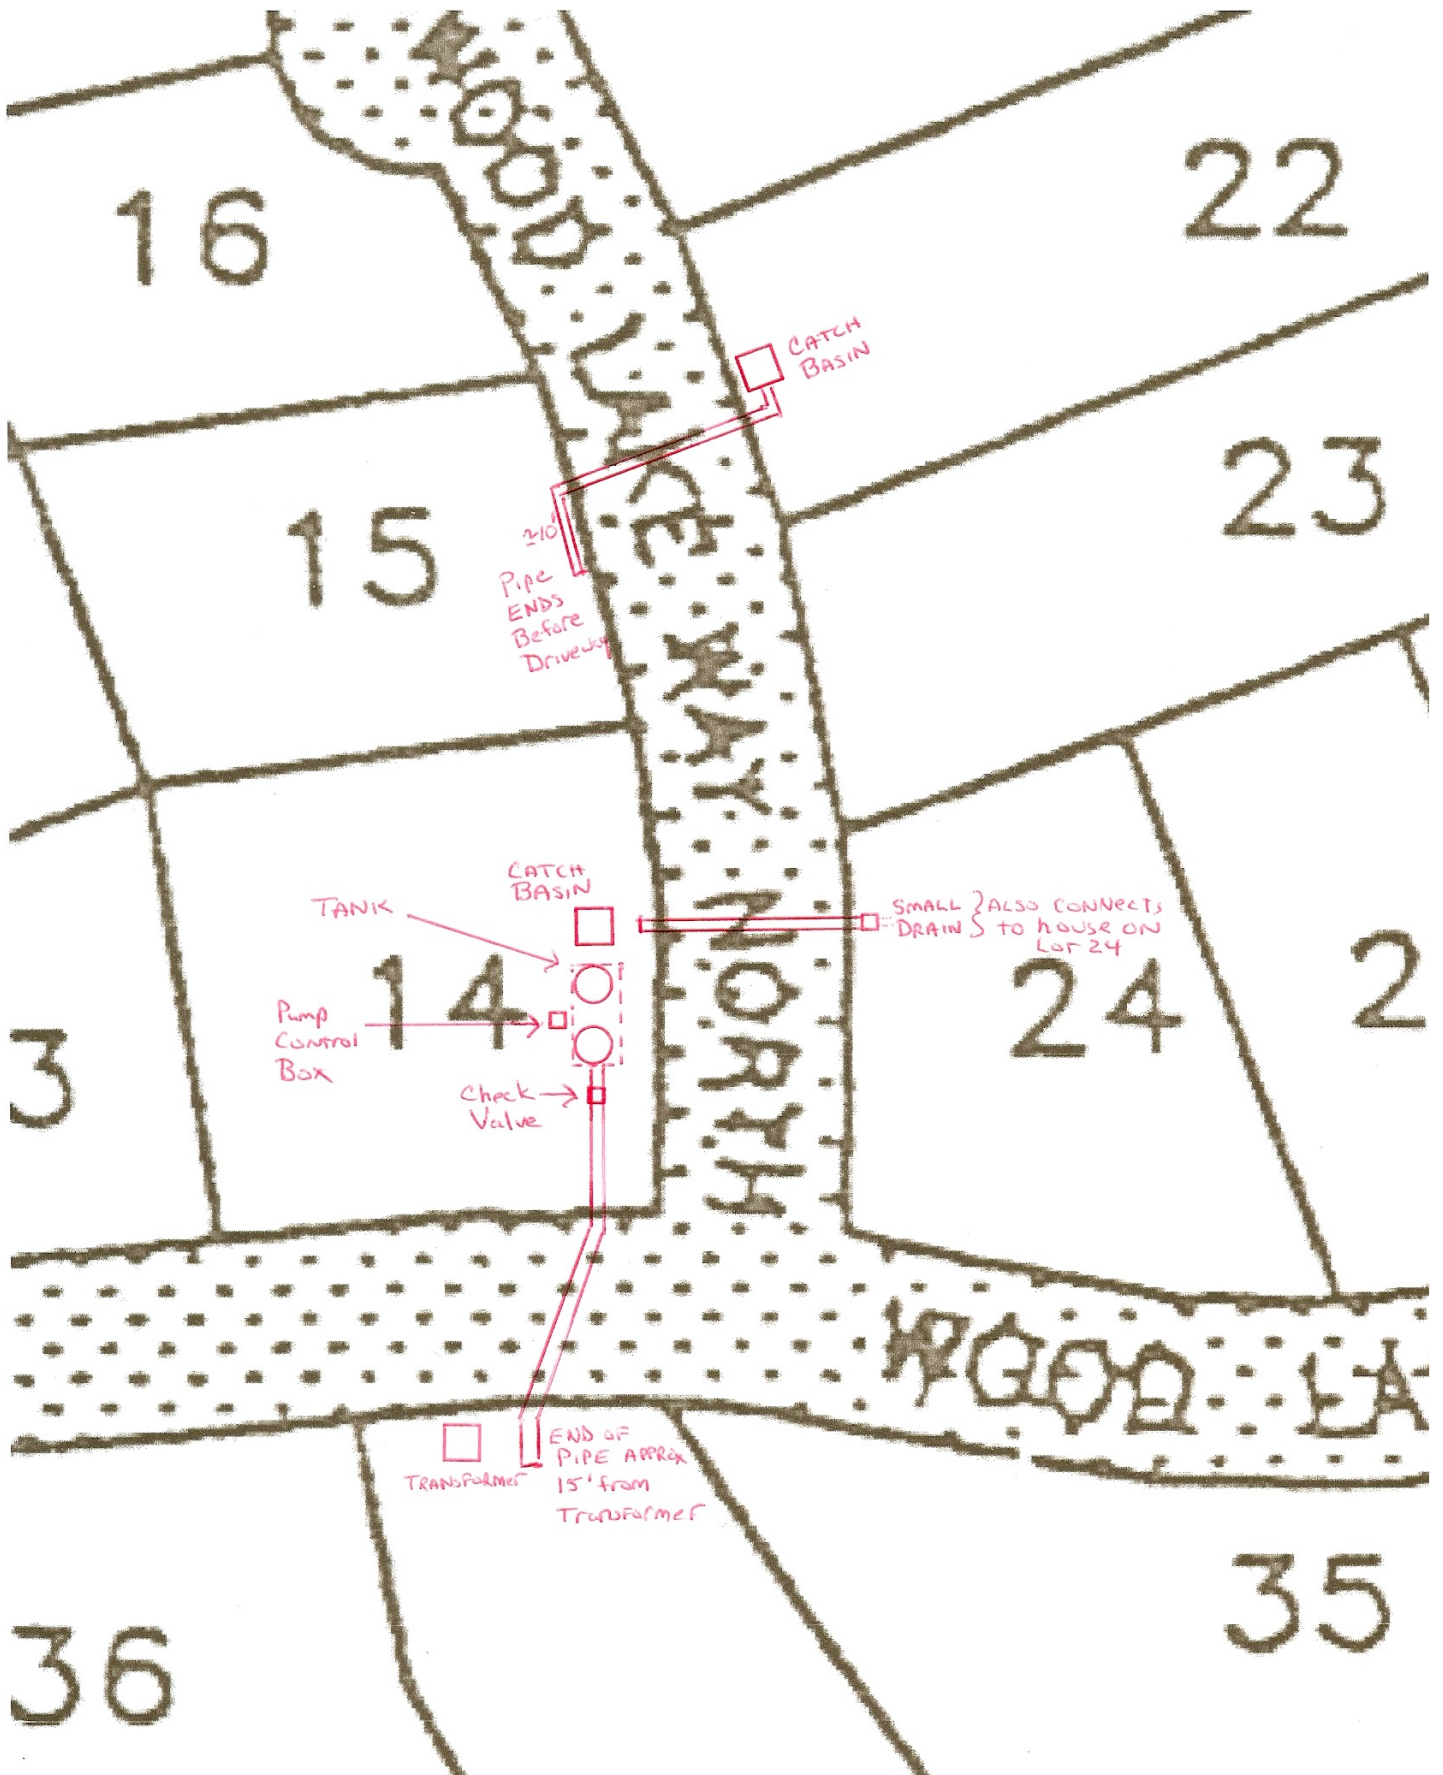 WOOD LAKE WAY NORTH
22
16
CATCH
BASIN
23
15
~10'
Pipe
ENDS
Before
Driveway
CATCH
BASIN
TANK
SMALL } ALSO CONNECTS
DRAIN } TO HOUSE ON
LOT 24
14
24
2
Pump
Control
Box
3
Check
Valve
WOOD LA
TRANSFORMER
END OF
PIPE APPROX
15' from
Transformer
35
36